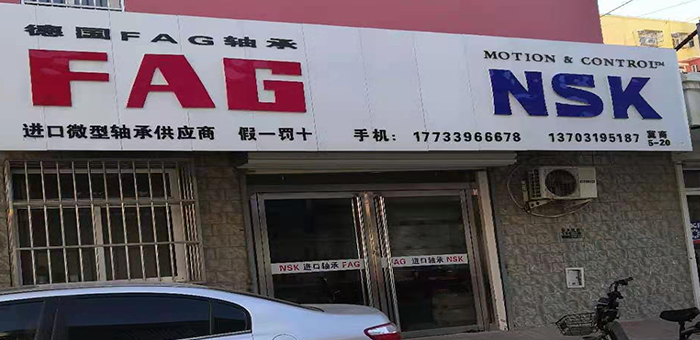 德国FAG轴承
FAG
MOTION & CONTROL™
NSK
进口微型轴承供应商 假一罚十 手机: 17733966678 13703195187 冀商
5-20
NSK 进口轴承 FAG
FAG 进口轴承 NSK